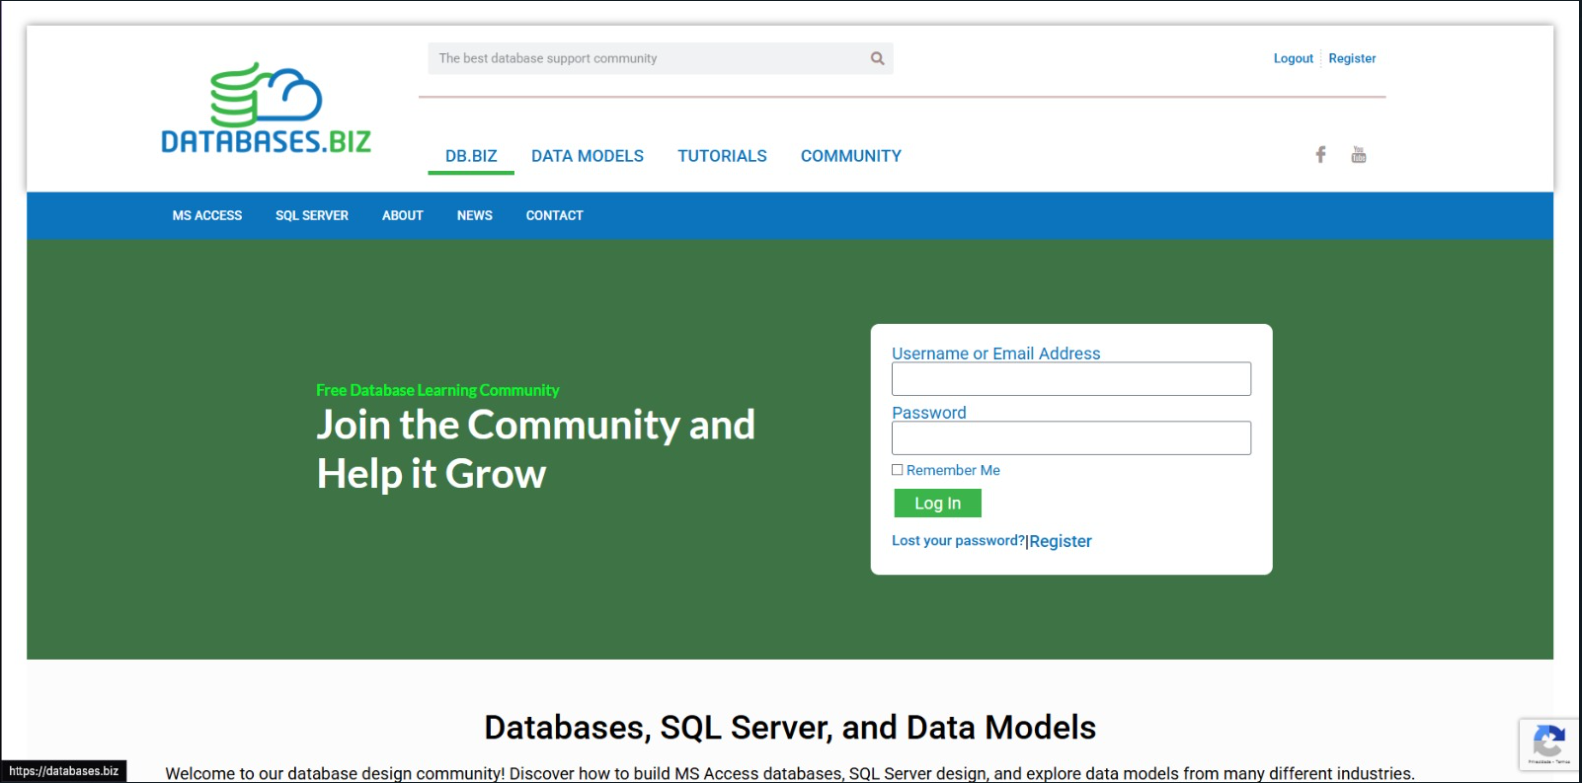 The best database support community
Logout Register
DATABASES.BIZ
DB.BIZ DATA MODELS TUTORIALS COMMUNITY
You Tube
MS ACCESS SQL SERVER ABOUT NEWS CONTACT
Free Database Learning Community
Join the Community and
Help it Grow
Username or Email Address
Password
Remember Me
Log In
Lost your password?|Register
Databases, SQL Server, and Data Models
Welcome to our database design community! Discover how to build MS Access databases, SQL Server design, and explore data models from many different industries.
https://databases.biz